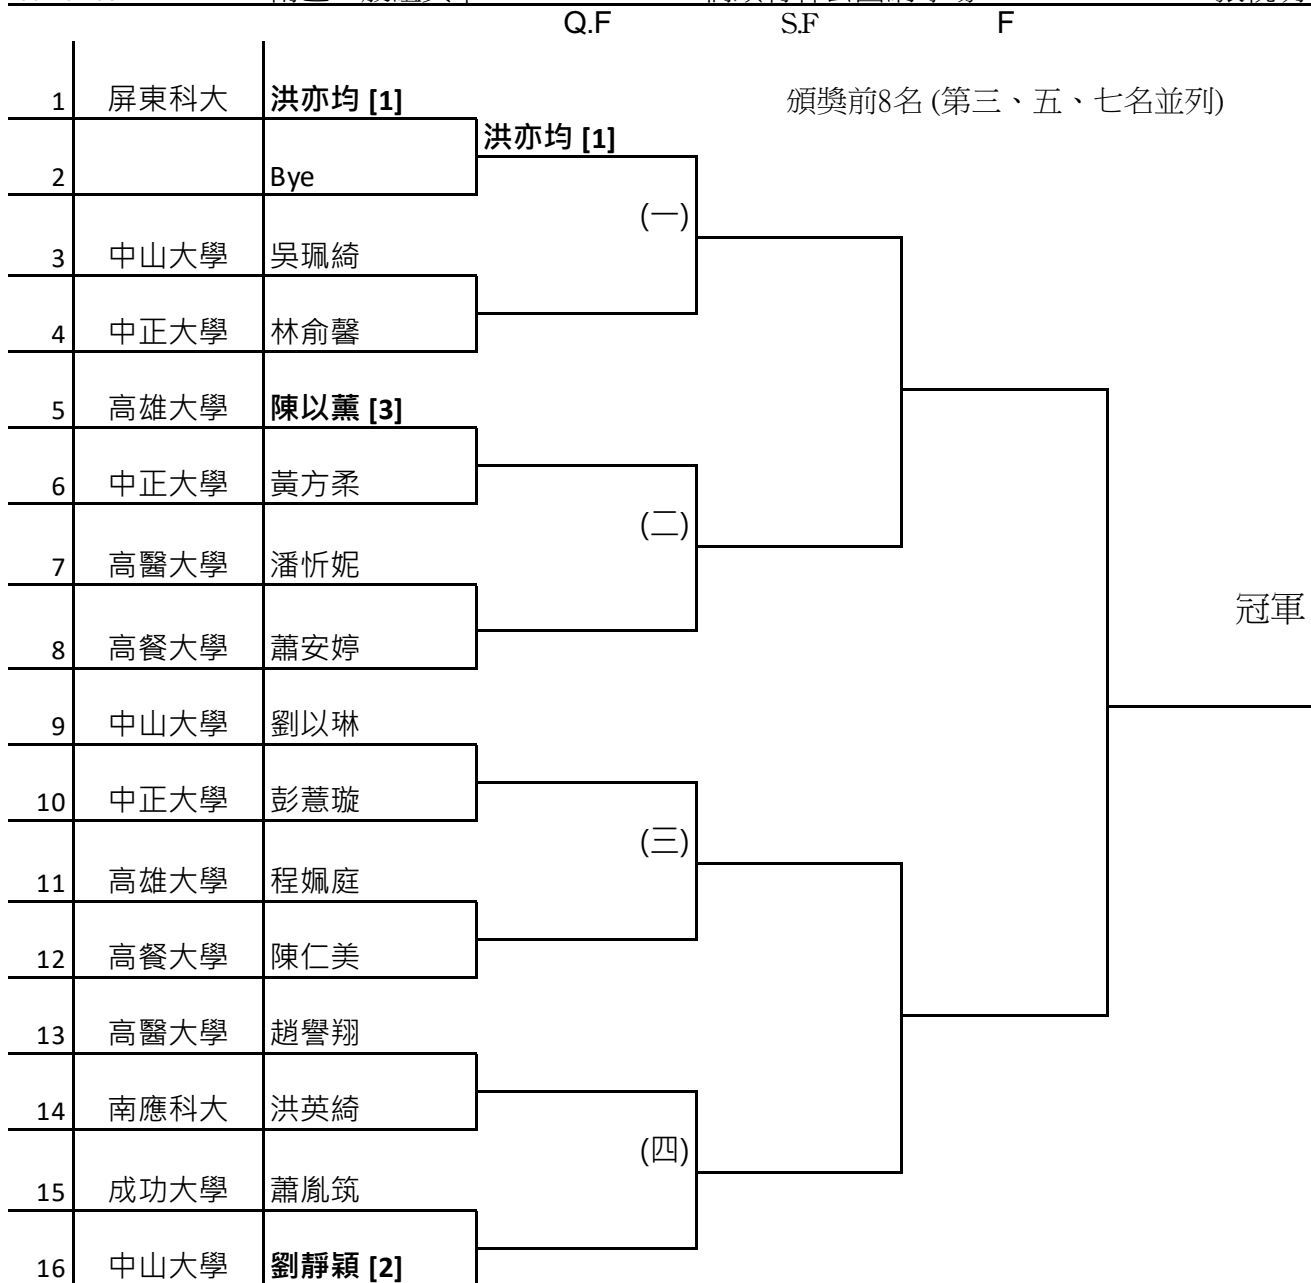 Q.F S.F F
1 屏東科大 洪亦均 [1] 頒獎前8名 (第三、五、七名並列)
洪亦均 [1]
2 Bye
(一)
3 中山大學 吳珮綺
4 中正大學 林俞馨
5 高雄大學 陳以薰 [3]
6 中正大學 黃方柔
(二)
7 高醫大學 潘忻妮
冠軍
8 高餐大學 蕭安婷
9 中山大學 劉以琳
10 中正大學 彭薏璇
(三)
11 高雄大學 程姵庭
12 高餐大學 陳仁美
13 高醫大學 趙譽翔
14 南應科大 洪英綺
(四)
15 成功大學 蕭胤筑
16 中山大學 劉靜穎 [2]